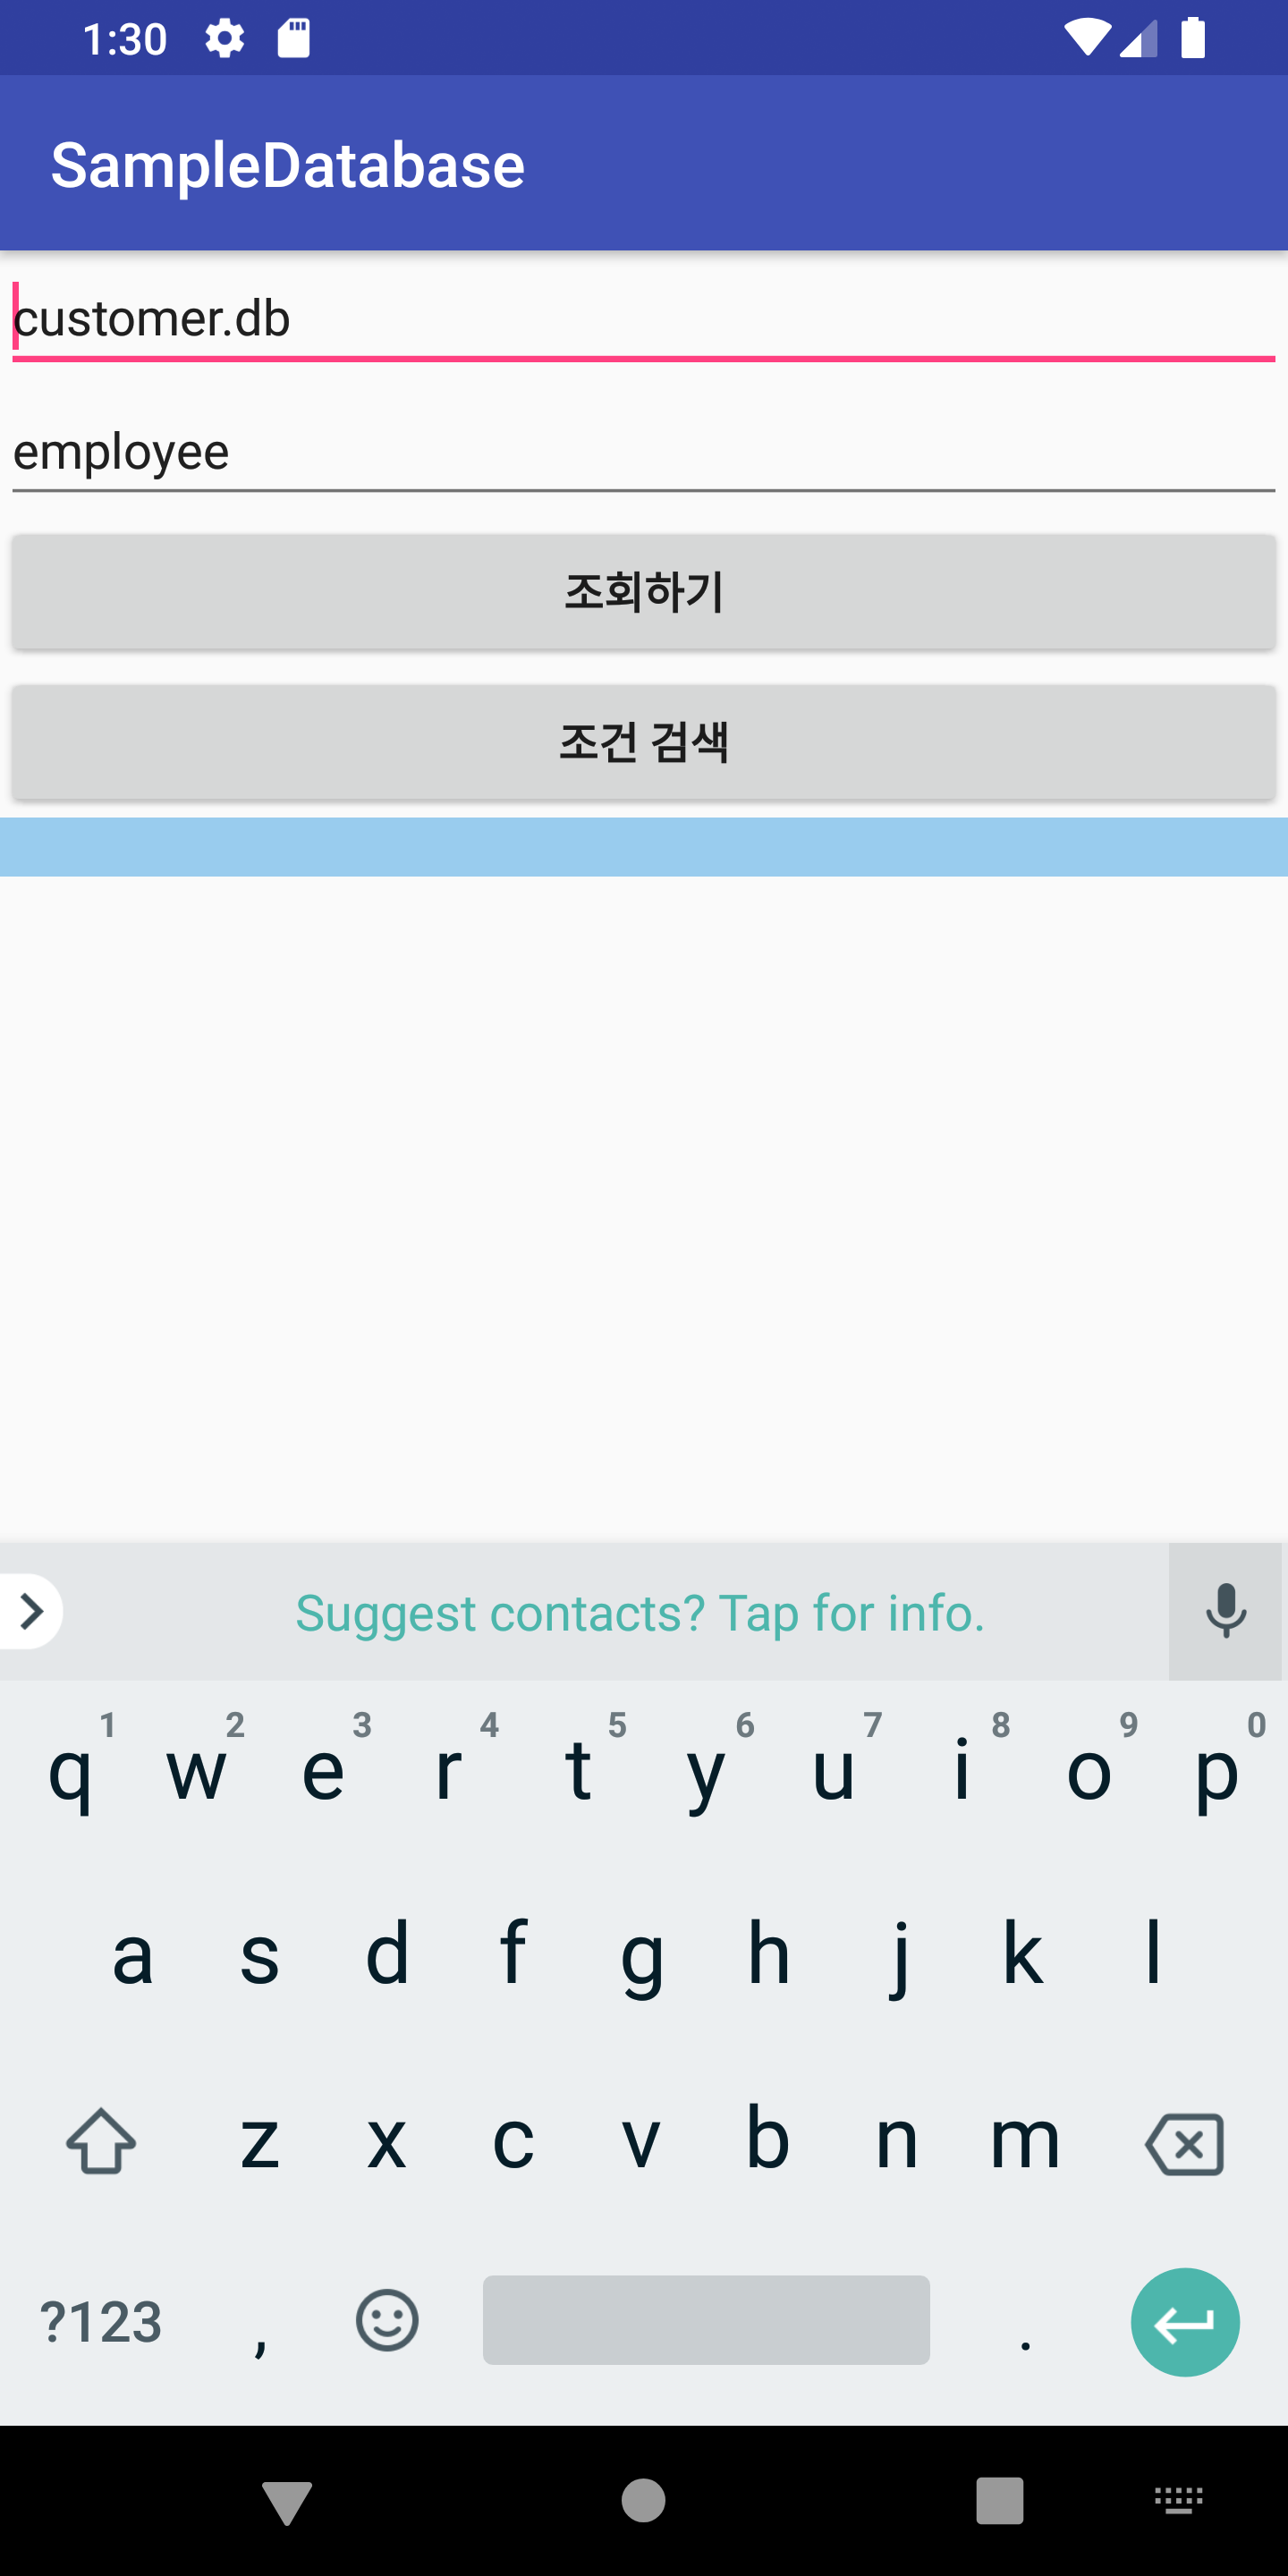 1:30
SampleDatabase
customer.db
employee
조회하기
조건 검색
Suggest contacts? Tap for info.
1 2 3 4 5 6 7 8 9 0
q w e r t y u i o p
a s d f g h j k l
z x c v b n m
?123 , .